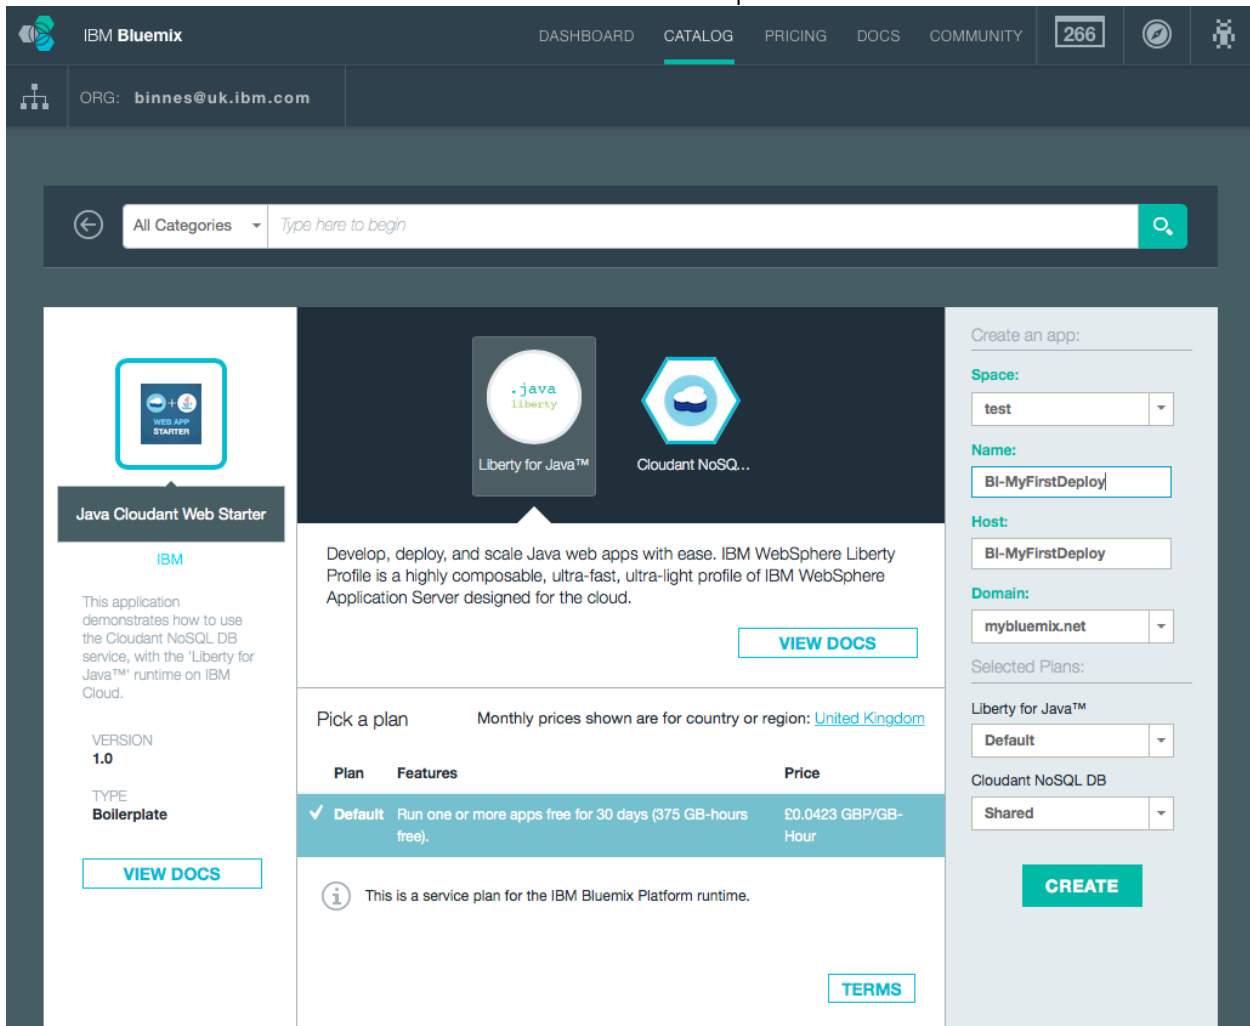 IBM Bluemix
DASHBOARD
CATALOG
PRICING
DOCS
COMMUNITY
266
ORG: binnes@uk.ibm.com
All Categories
Type here to begin
WEB APP
STARTER
Java Cloudant Web Starter
IBM
This application
demonstrates how to use
the Cloudant NoSQL DB
service, with the 'Liberty for
Java™' runtime on IBM
Cloud.
VERSION
1.0
TYPE
Boilerplate
VIEW DOCS
.java
liberty
Liberty for Java™
Cloudant NoSQ...
Develop, deploy, and scale Java web apps with ease. IBM WebSphere Liberty
Profile is a highly composable, ultra-fast, ultra-light profile of IBM WebSphere
Application Server designed for the cloud.
VIEW DOCS
Pick a plan
Monthly prices shown are for country or region: United Kingdom
Plan
Features
Price
Default
Run one or more apps free for 30 days (375 GB-hours
free).
£0.0423 GBP/GB-
Hour
This is a service plan for the IBM Bluemix Platform runtime.
TERMS
Create an app:
Space:
test
Name:
BI-MyFirstDeploy
Host:
BI-MyFirstDeploy
Domain:
mybluemix.net
Selected Plans:
Liberty for Java™
Default
Cloudant NoSQL DB
Shared
CREATE